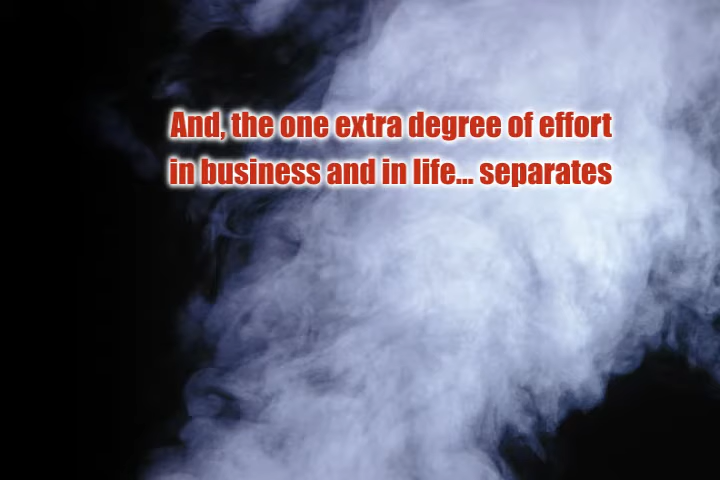 And, the one extra degree of effort
in business and in life... separates